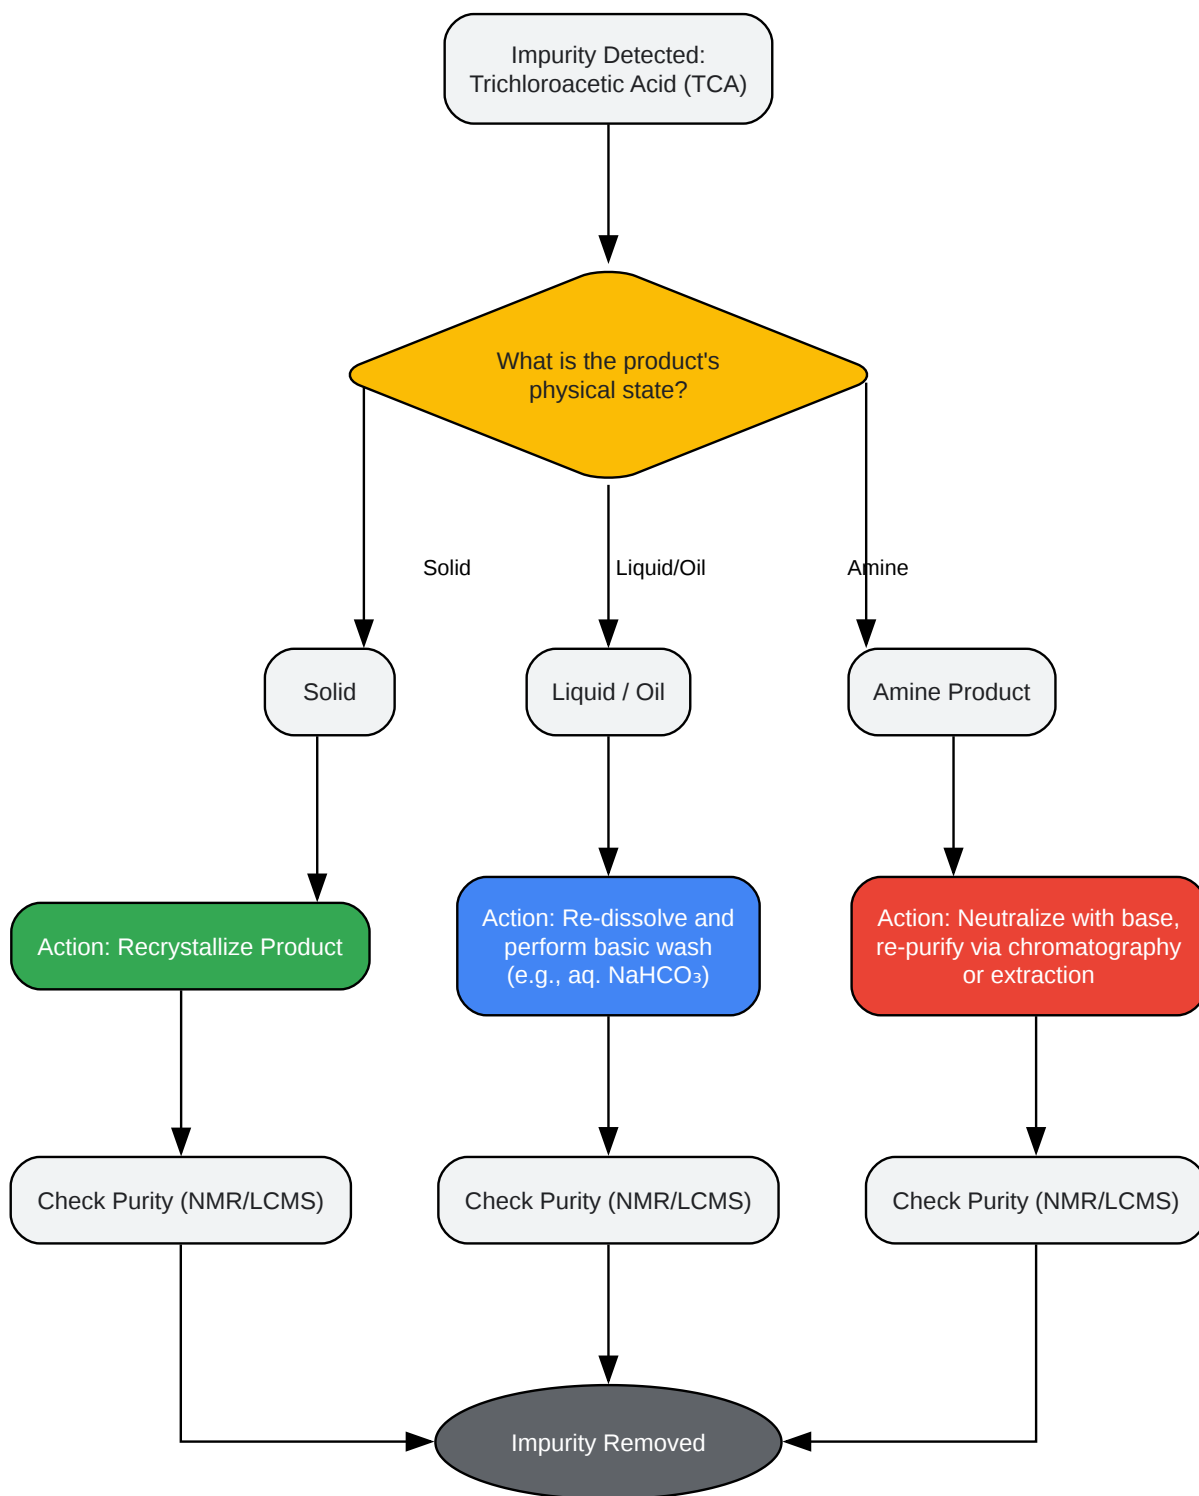 Impurity Detected:
Trichloroacetic Acid (TCA)
What is the product's
physical state?
Solid
Liquid/Oil
Amine
Solid
Liquid / Oil
Amine Product
Action: Recrystallize Product
Action: Re-dissolve and
perform basic wash
(e.g., aq. NaHCO₃)
Action: Neutralize with base,
re-purify via chromatography
or extraction
Check Purity (NMR/LCMS)
Check Purity (NMR/LCMS)
Check Purity (NMR/LCMS)
Impurity Removed